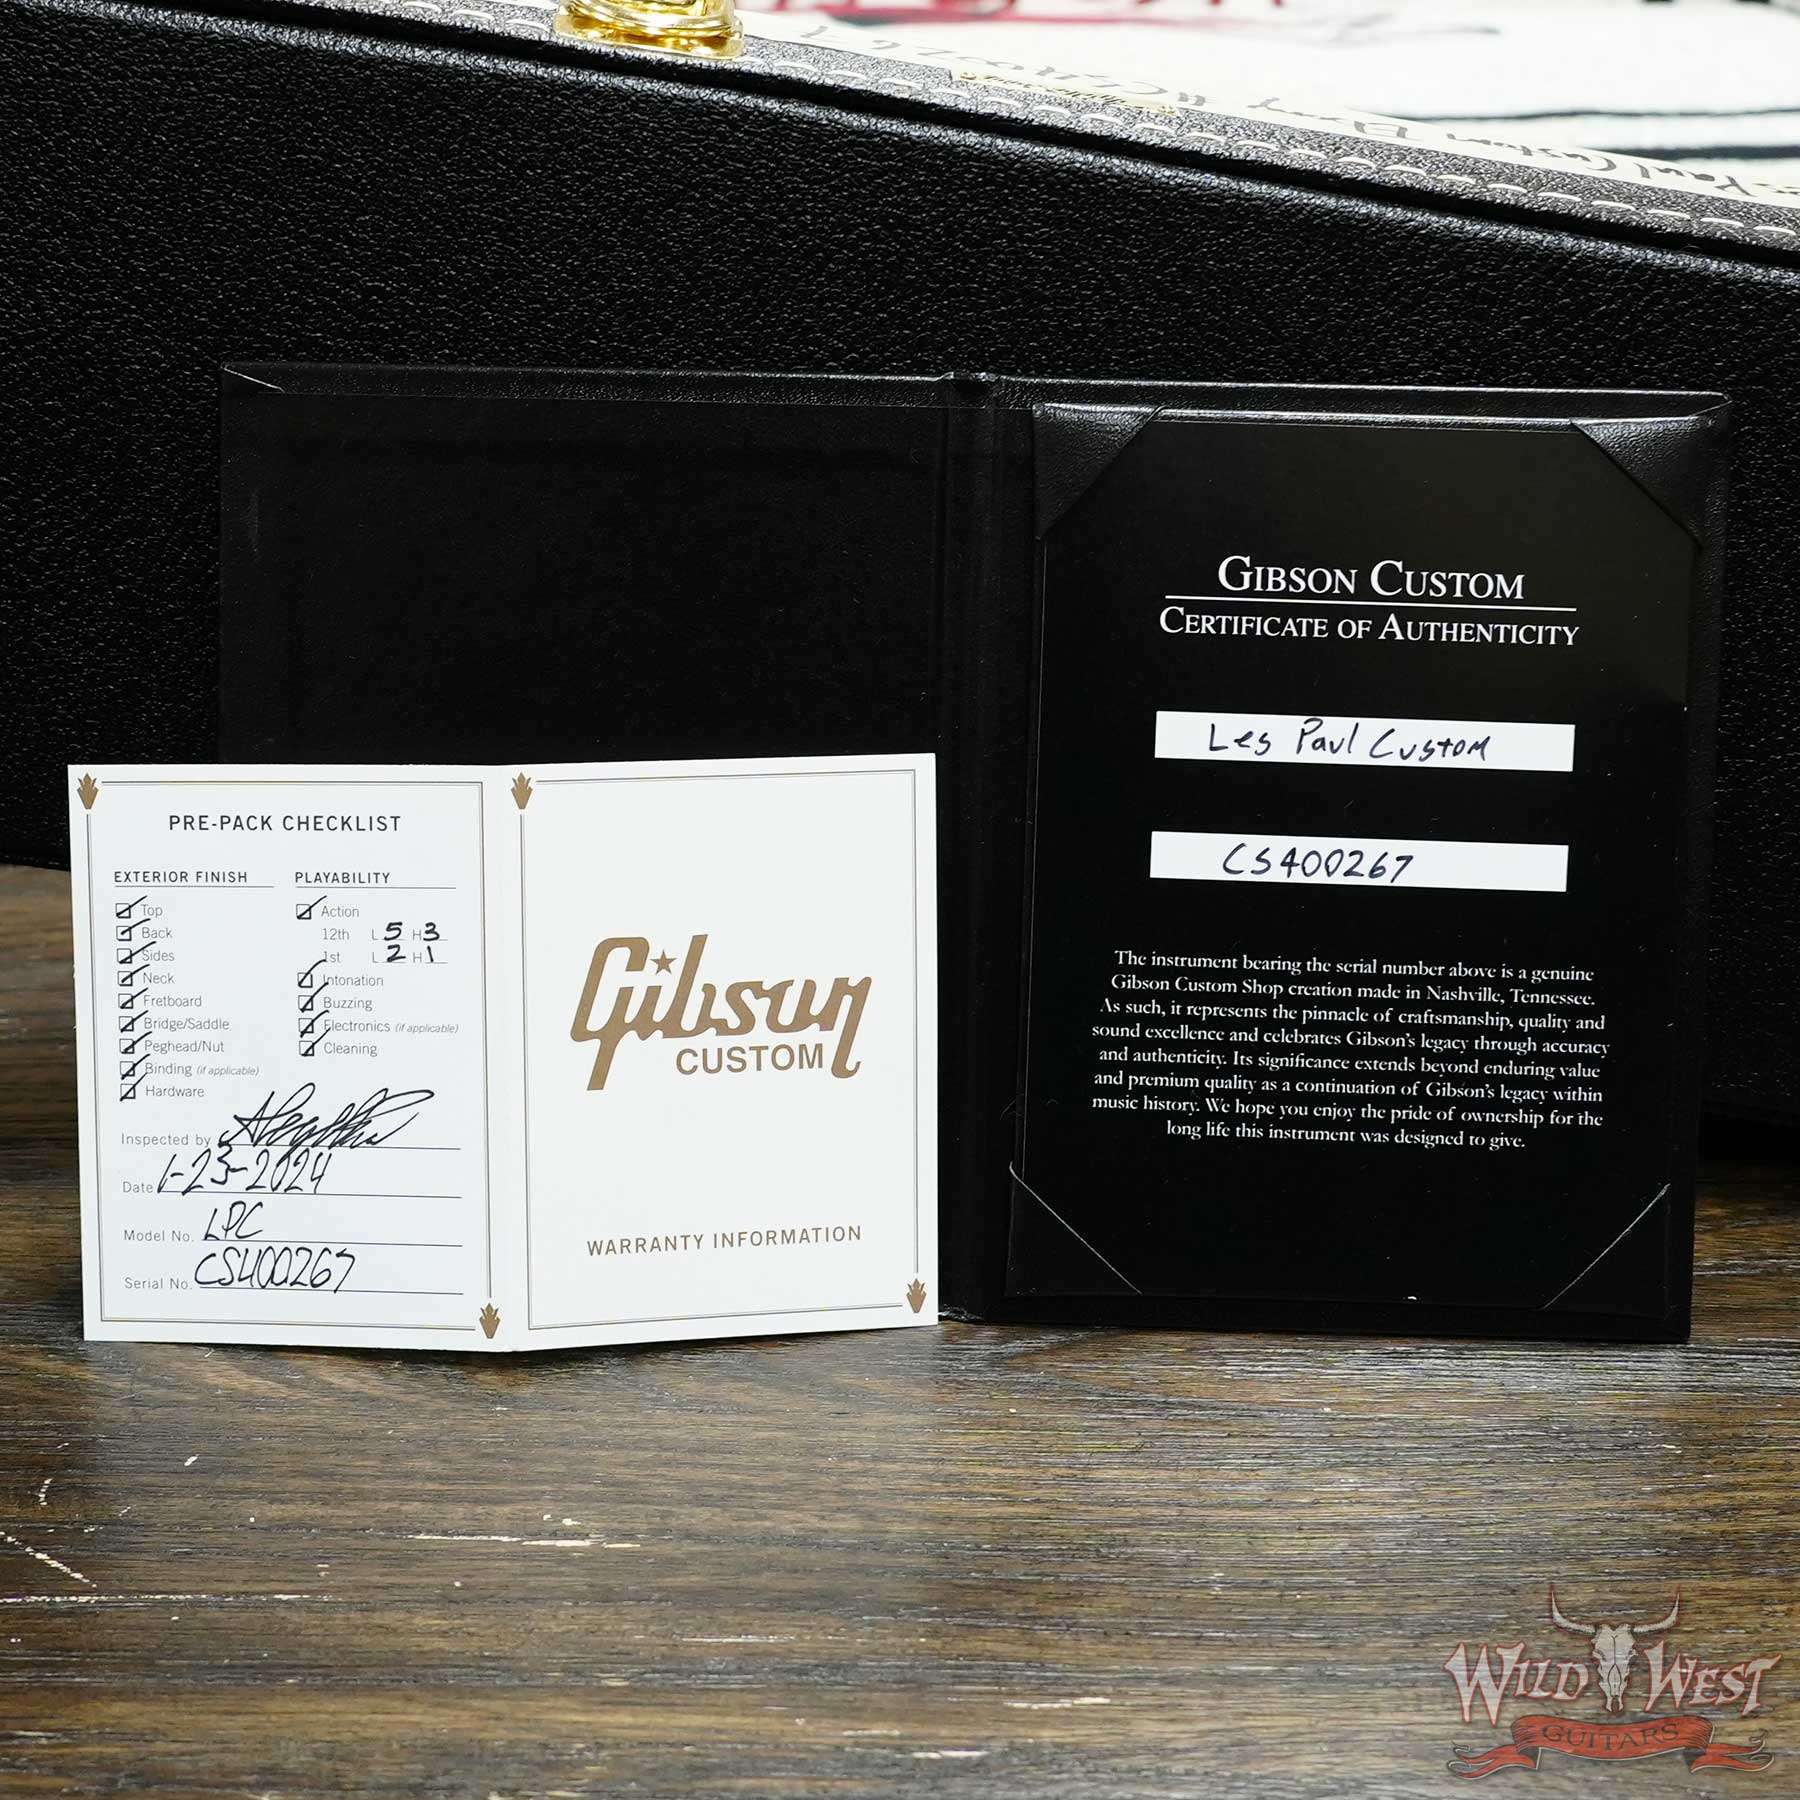 Les Paul Custom
PRE-PACK CHECKLIST
EXTERIOR FINISH
Top
Back
Sides
Neck
Fretboard
Bridge/Saddle
Peghead/Nut
Binding (if applicable)
Hardware
PLAYABILITY
Action
12th L 5 H 3
1st L 2 H 1
Intonation
Buzzing
Electronics (if applicable)
Cleaning
Inspected by
Date 1-23-2024
Model No. LPC
Serial No. CS400267
Gibson
CUSTOM
WARRANTY INFORMATION
GIBSON CUSTOM
CERTIFICATE OF AUTHENTICITY
Les Paul Custom
CS400267
The instrument bearing the serial number above is a genuine
Gibson Custom Shop creation made in Nashville, Tennessee.
As such, it represents the pinnacle of craftsmanship, quality and
sound excellence and celebrates Gibson's legacy through accuracy
and authenticity. Its significance extends beyond enduring value
and premium quality as a continuation of Gibson's legacy within
music history. We hope you enjoy the pride of ownership for the
long life this instrument was designed to give.
WILD WEST
GUITARS